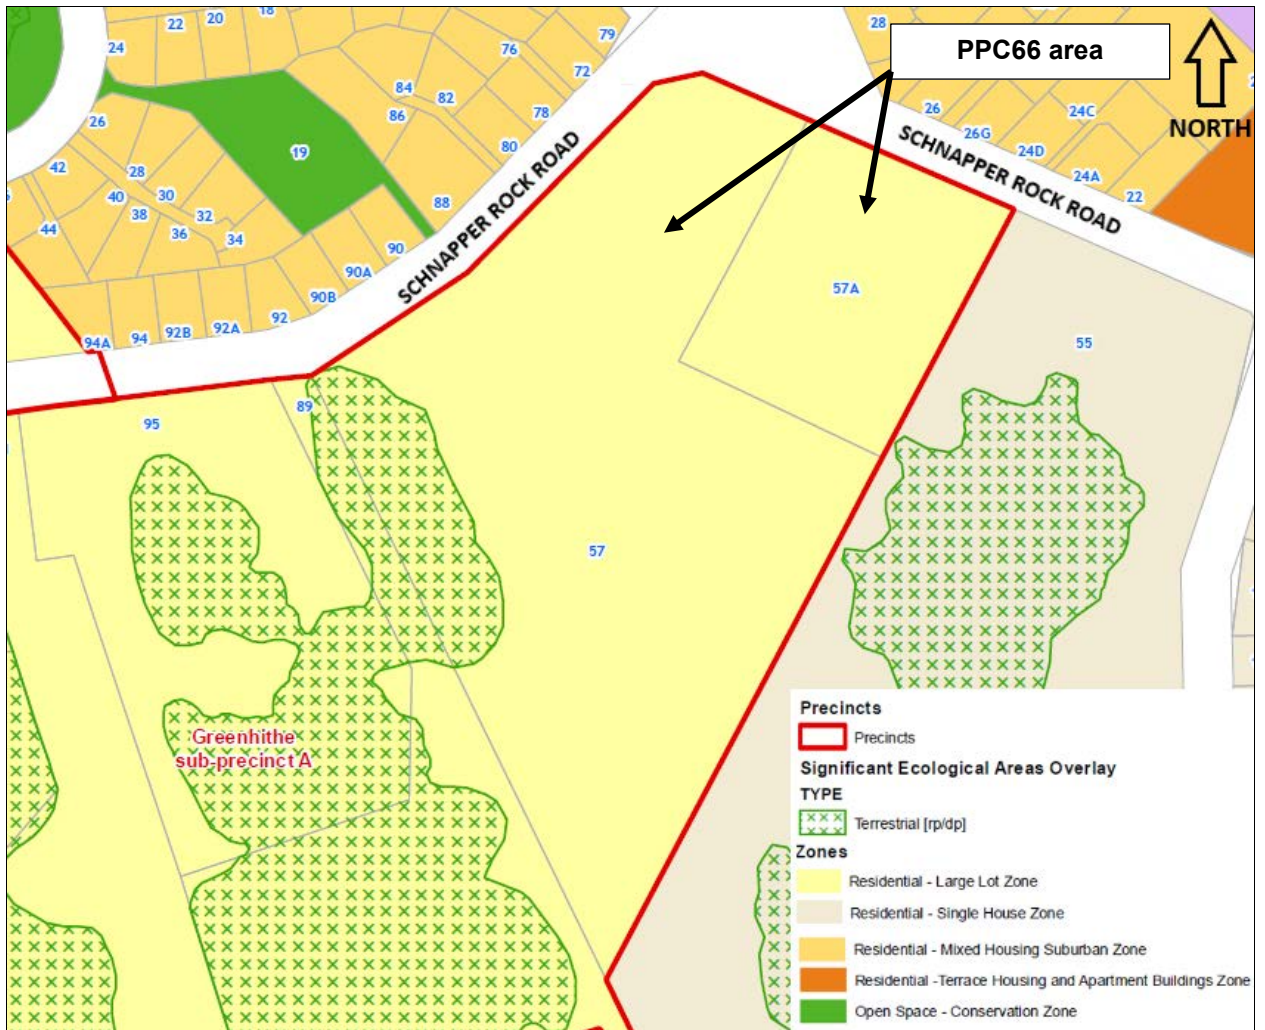 18
22
20
24
79
76
72
84
82
86
78
26
80
19
42
28
40
30
38
32
44
36
34
88
90
90A
90B
92
92A
92B
94
94A
SCHNAPPER ROCK ROAD
28
PPC66 area
NORTH
26
24C
26G
24D
24A
22
SCHNAPPER ROCK ROAD
57A
55
89
95
57
Greenhithe
sub-precinct A
Precincts
Precincts
Significant Ecological Areas Overlay
TYPE
Terrestrial [rp/dp]
Zones
Residential - Large Lot Zone
Residential - Single House Zone
Residential - Mixed Housing Suburban Zone
Residential -Terrace Housing and Apartment Buildings Zone
Open Space - Conservation Zone